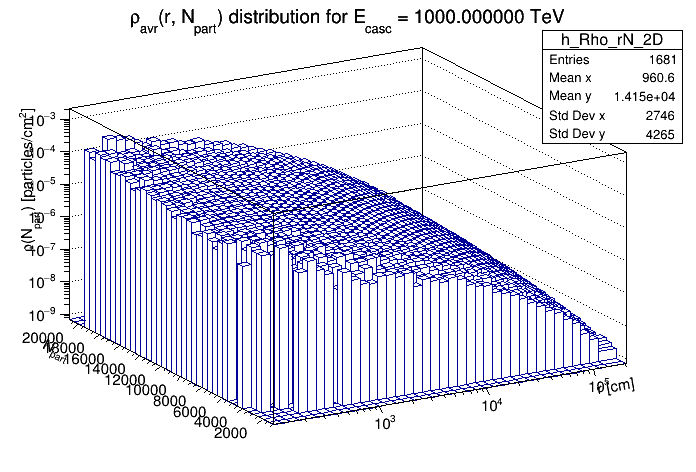 ρavr(r, Npart) distribution for Ecasc = 1000.000000 TeV
h_Rho_rN_2D
Entries 1681
Mean x 960.6
Mean y 1.415e+04
Std Dev x 2746
Std Dev y 4265
ρ(Npart) [particles/cm2]
10−3
10−4
10−5
10−6
10−7
10−8
10−9
20000
18000
16000
14000
12000
10000
8000
6000
4000
2000
Npart
103
104
105
[cm]